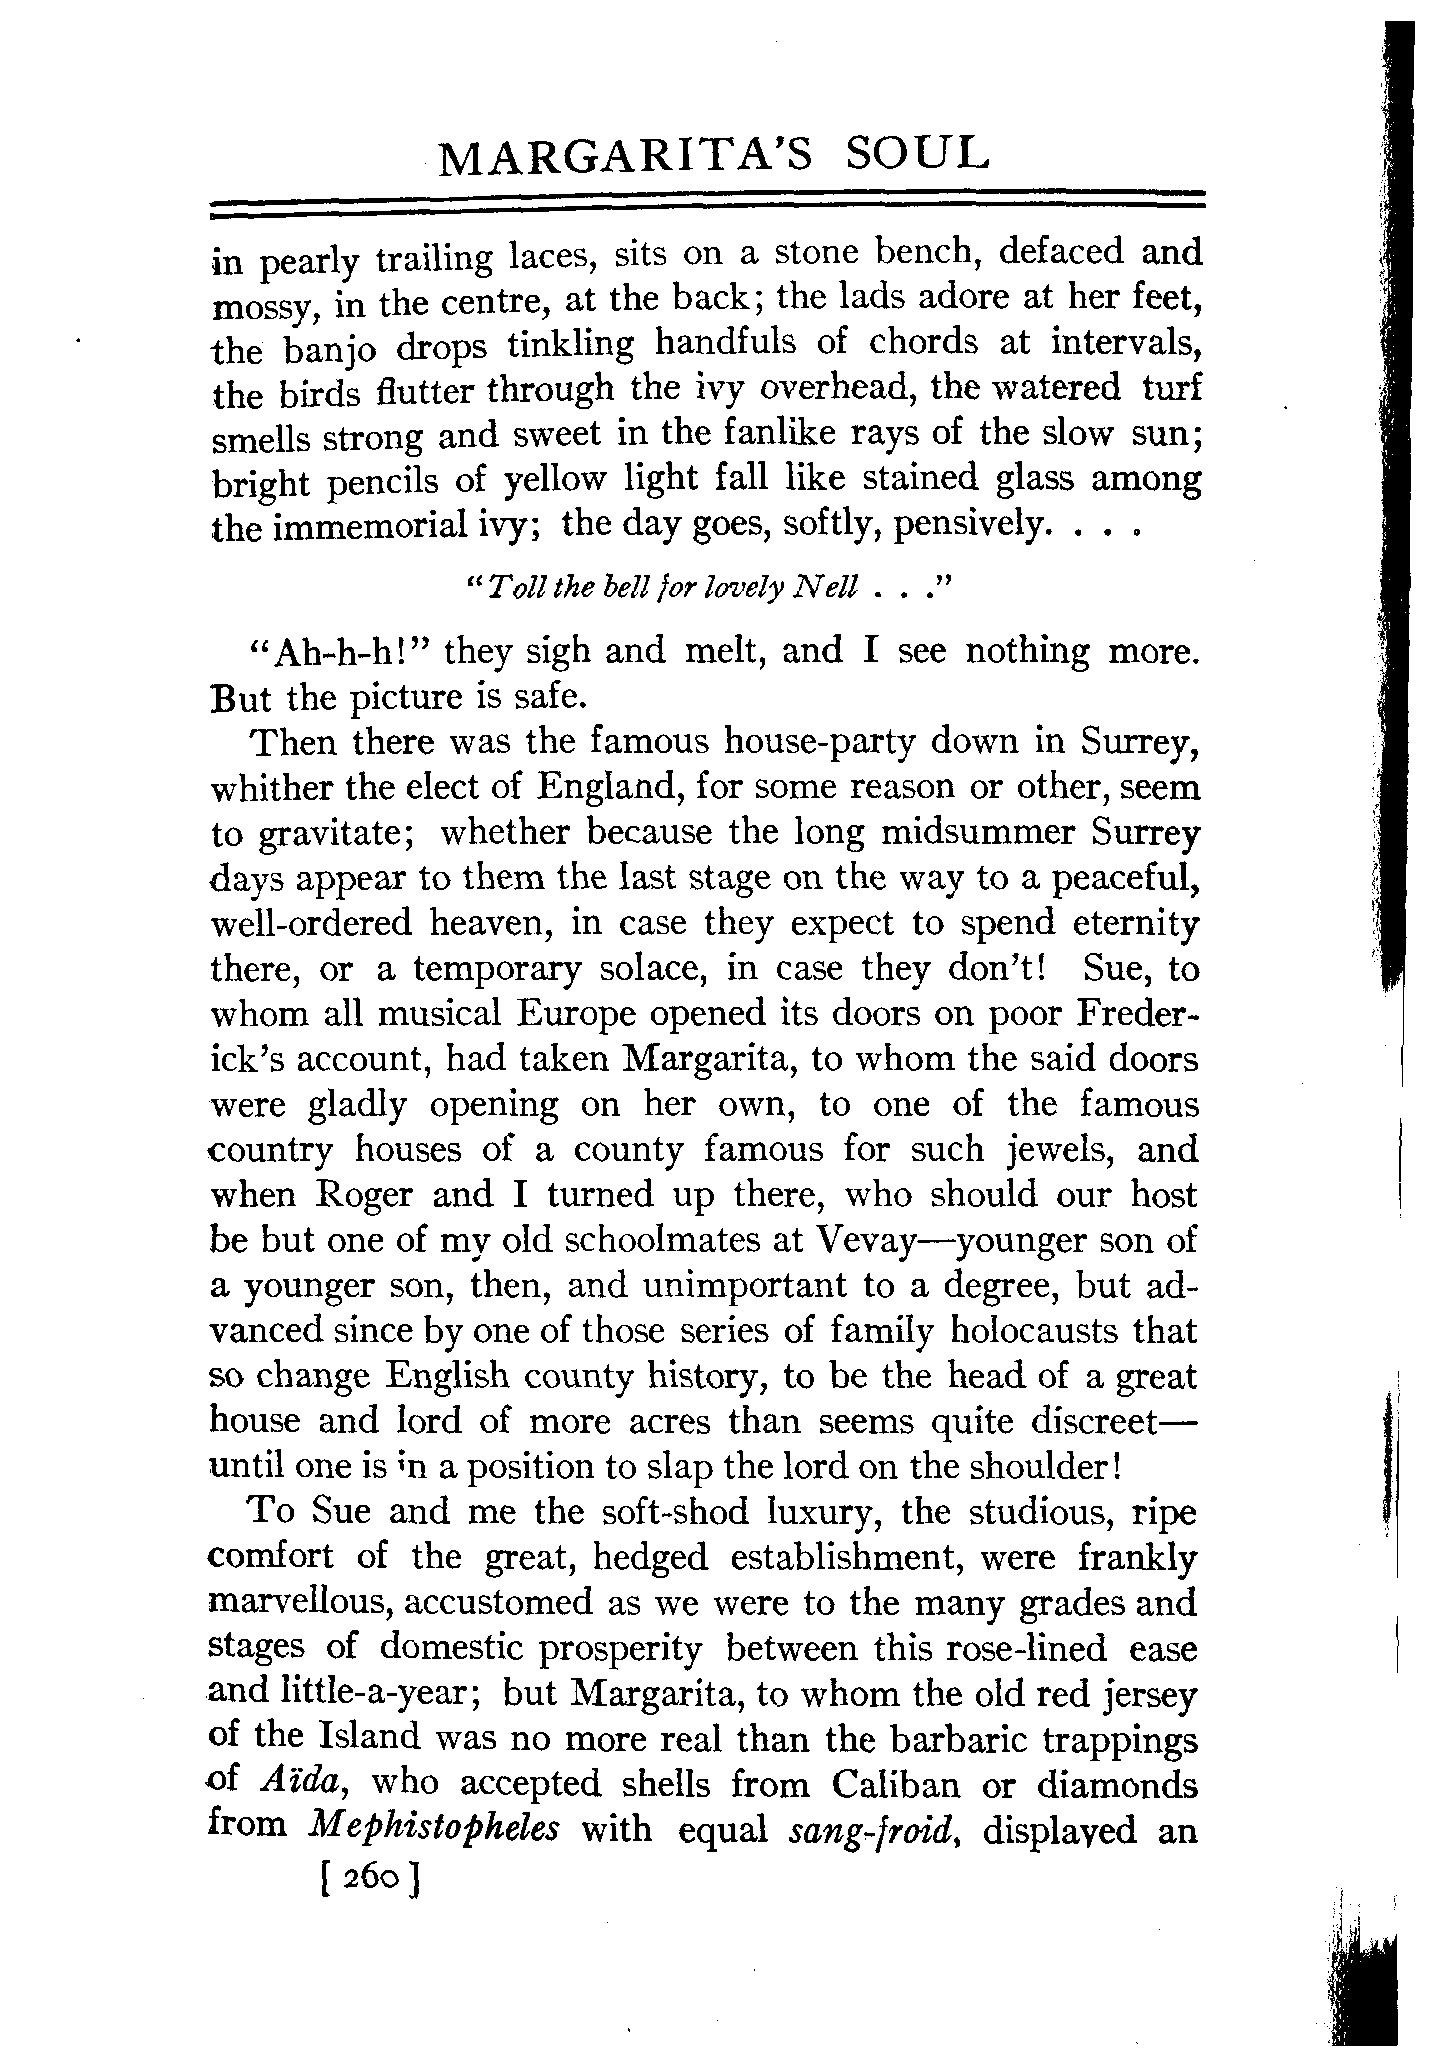 MARGARITA'S SOUL
in pearly trailing laces, sits on a stone bench, defaced and
mossy, in the centre, at the back; the lads adore at her feet,
the banjo drops tinkling handfuls of chords at intervals,
the birds flutter through the ivy overhead, the watered turf
smells strong and sweet in the fanlike rays of the slow sun;
bright pencils of yellow light fall like stained glass among
the immemorial ivy; the day goes, softly, pensively. . . .
"Toll the bell for lovely Nell . . ."
"Ah-h-h!" they sigh and melt, and I see nothing more.
But the picture is safe.
Then there was the famous house-party down in Surrey,
whither the elect of England, for some reason or other, seem
to gravitate; whether because the long midsummer Surrey
days appear to them the last stage on the way to a peaceful,
well-ordered heaven, in case they expect to spend eternity
there, or a temporary solace, in case they don't! Sue, to
whom all musical Europe opened its doors on poor Freder-
ick's account, had taken Margarita, to whom the said doors
were gladly opening on her own, to one of the famous
country houses of a county famous for such jewels, and
when Roger and I turned up there, who should our host
be but one of my old schoolmates at Vevay—younger son of
a younger son, then, and unimportant to a degree, but ad-
vanced since by one of those series of family holocausts that
so change English county history, to be the head of a great
house and lord of more acres than seems quite discreet—
until one is in a position to slap the lord on the shoulder!
To Sue and me the soft-shod luxury, the studious, ripe
comfort of the great, hedged establishment, were frankly
marvellous, accustomed as we were to the many grades and
stages of domestic prosperity between this rose-lined ease
and little-a-year; but Margarita, to whom the old red jersey
of the Island was no more real than the barbaric trappings
of Aïda, who accepted shells from Caliban or diamonds
from Mephistopheles with equal sang-froid, displayed an
[ 260 ]